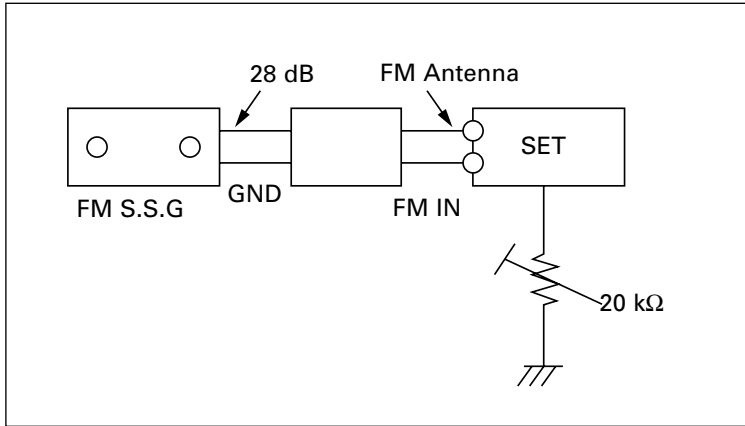 28 dB
FM Antenna
SET
FM S.S.G
GND
FM IN
20 kΩ